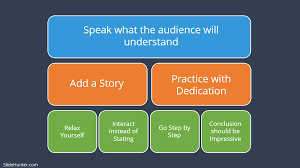 Speak what the audience will
understand
Add a Story
Practice with
Dedication
Relax
Yourself
Interact
instead of
Stating
Go Step by
Step
Conclusion
should be
Impressive
SlideHunter.com